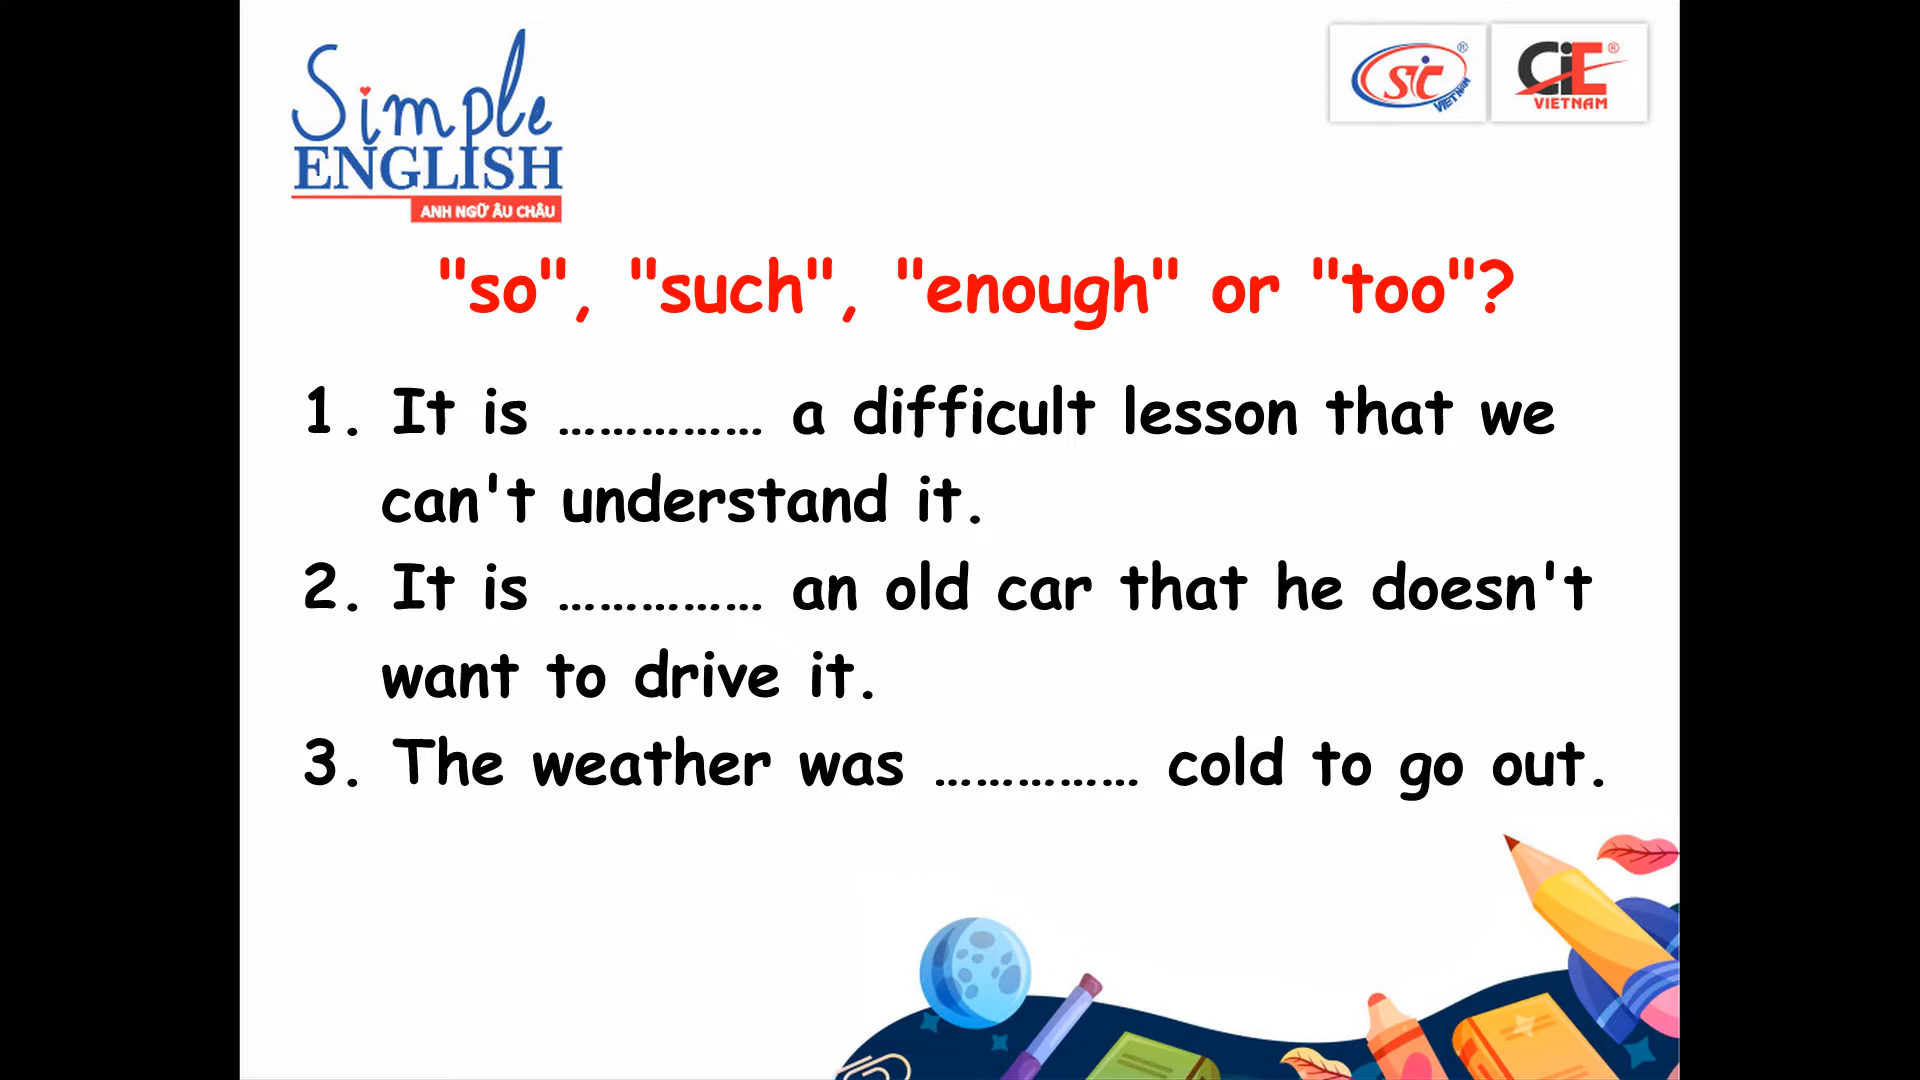 Simple
ENGLISH
ANH NGỮ ÂU CHÂU
STC ®
VIETNAM
CIE ®
VIETNAM
"so", "such", "enough" or "too"?
1. It is …………… a difficult lesson that we
can't understand it.
2. It is …………… an old car that he doesn't
want to drive it.
3. The weather was …………… cold to go out.